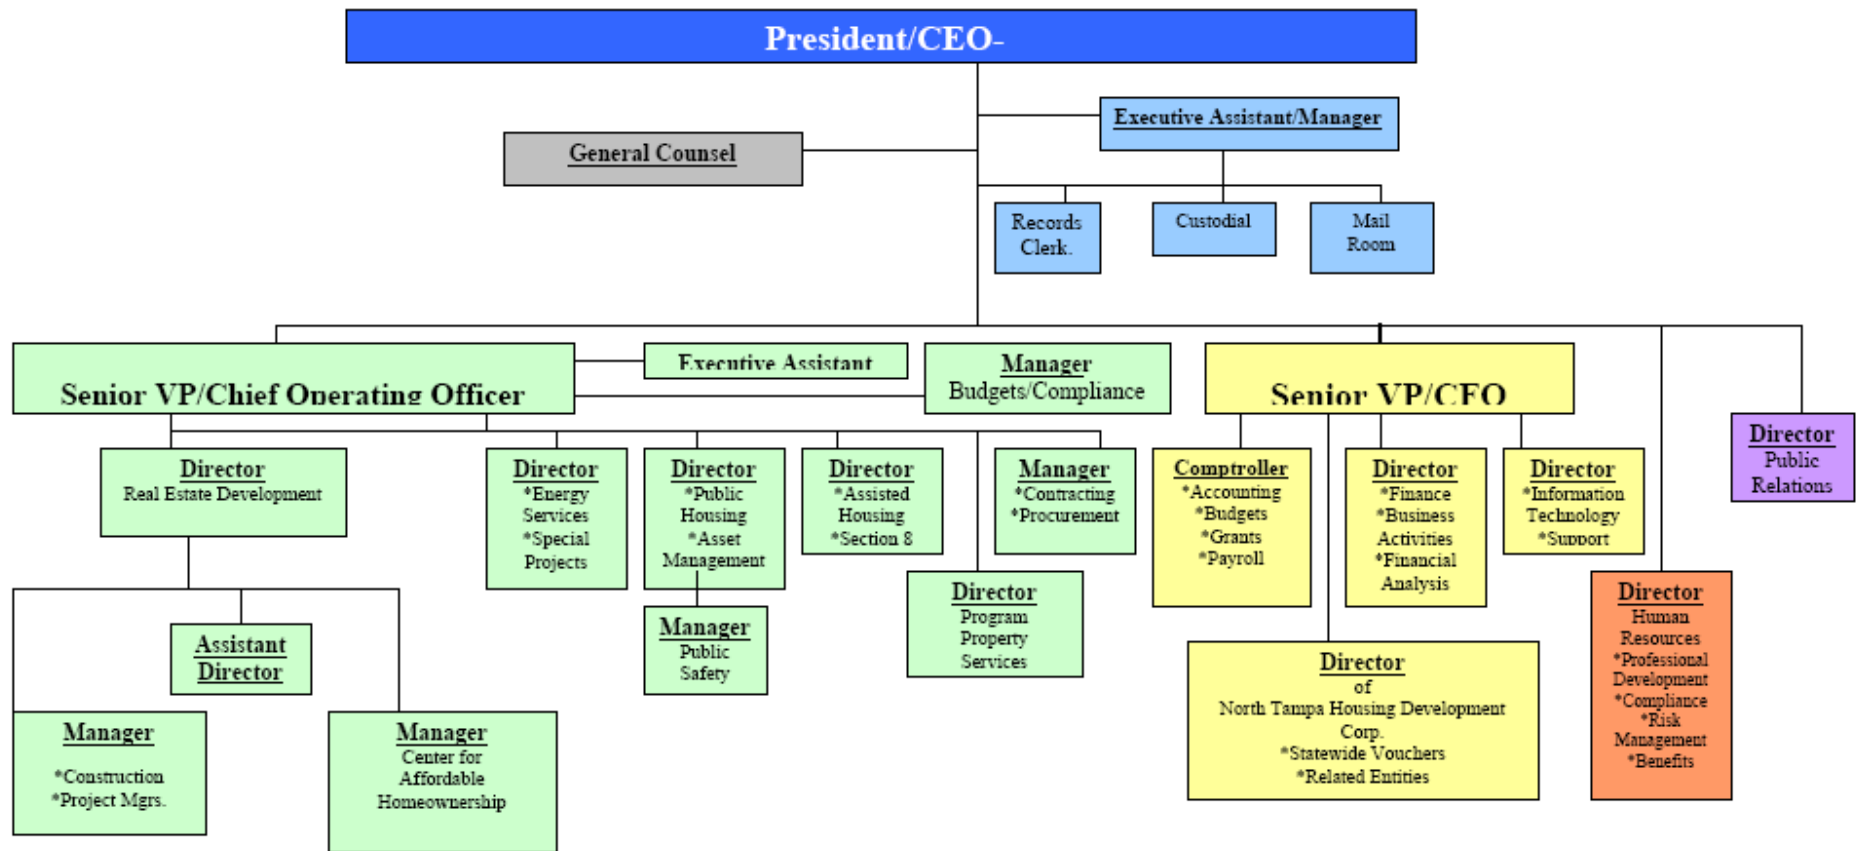 President/CEO-
Executive Assistant/Manager
General Counsel
Records
Clerk.
Custodial
Mail
Room
Senior VP/Chief Operating Officer
Executive Assistant
Manager
Budgets/Compliance
Senior VP/CFO
Director
Public
Relations
Director
Real Estate Development
Director
*Energy
Services
*Special
Projects
Director
*Public
Housing
*Asset
Management
Director
*Assisted
Housing
*Section 8
Manager
*Contracting
*Procurement
Comptroller
*Accounting
*Budgets
*Grants
*Payroll
Director
*Finance
*Business
Activities
*Financial
Analysis
Director
*Information
Technology
*Support
Director
Program
Property
Services
Director
Human
Resources
*Professional
Development
*Compliance
*Risk
Management
*Benefits
Manager
Public
Safety
Assistant
Director
Director
of
North Tampa Housing Development
Corp.
*Statewide Vouchers
*Related Entities
Manager
*Construction
*Project Mgrs.
Manager
Center for
Affordable
Homeownership